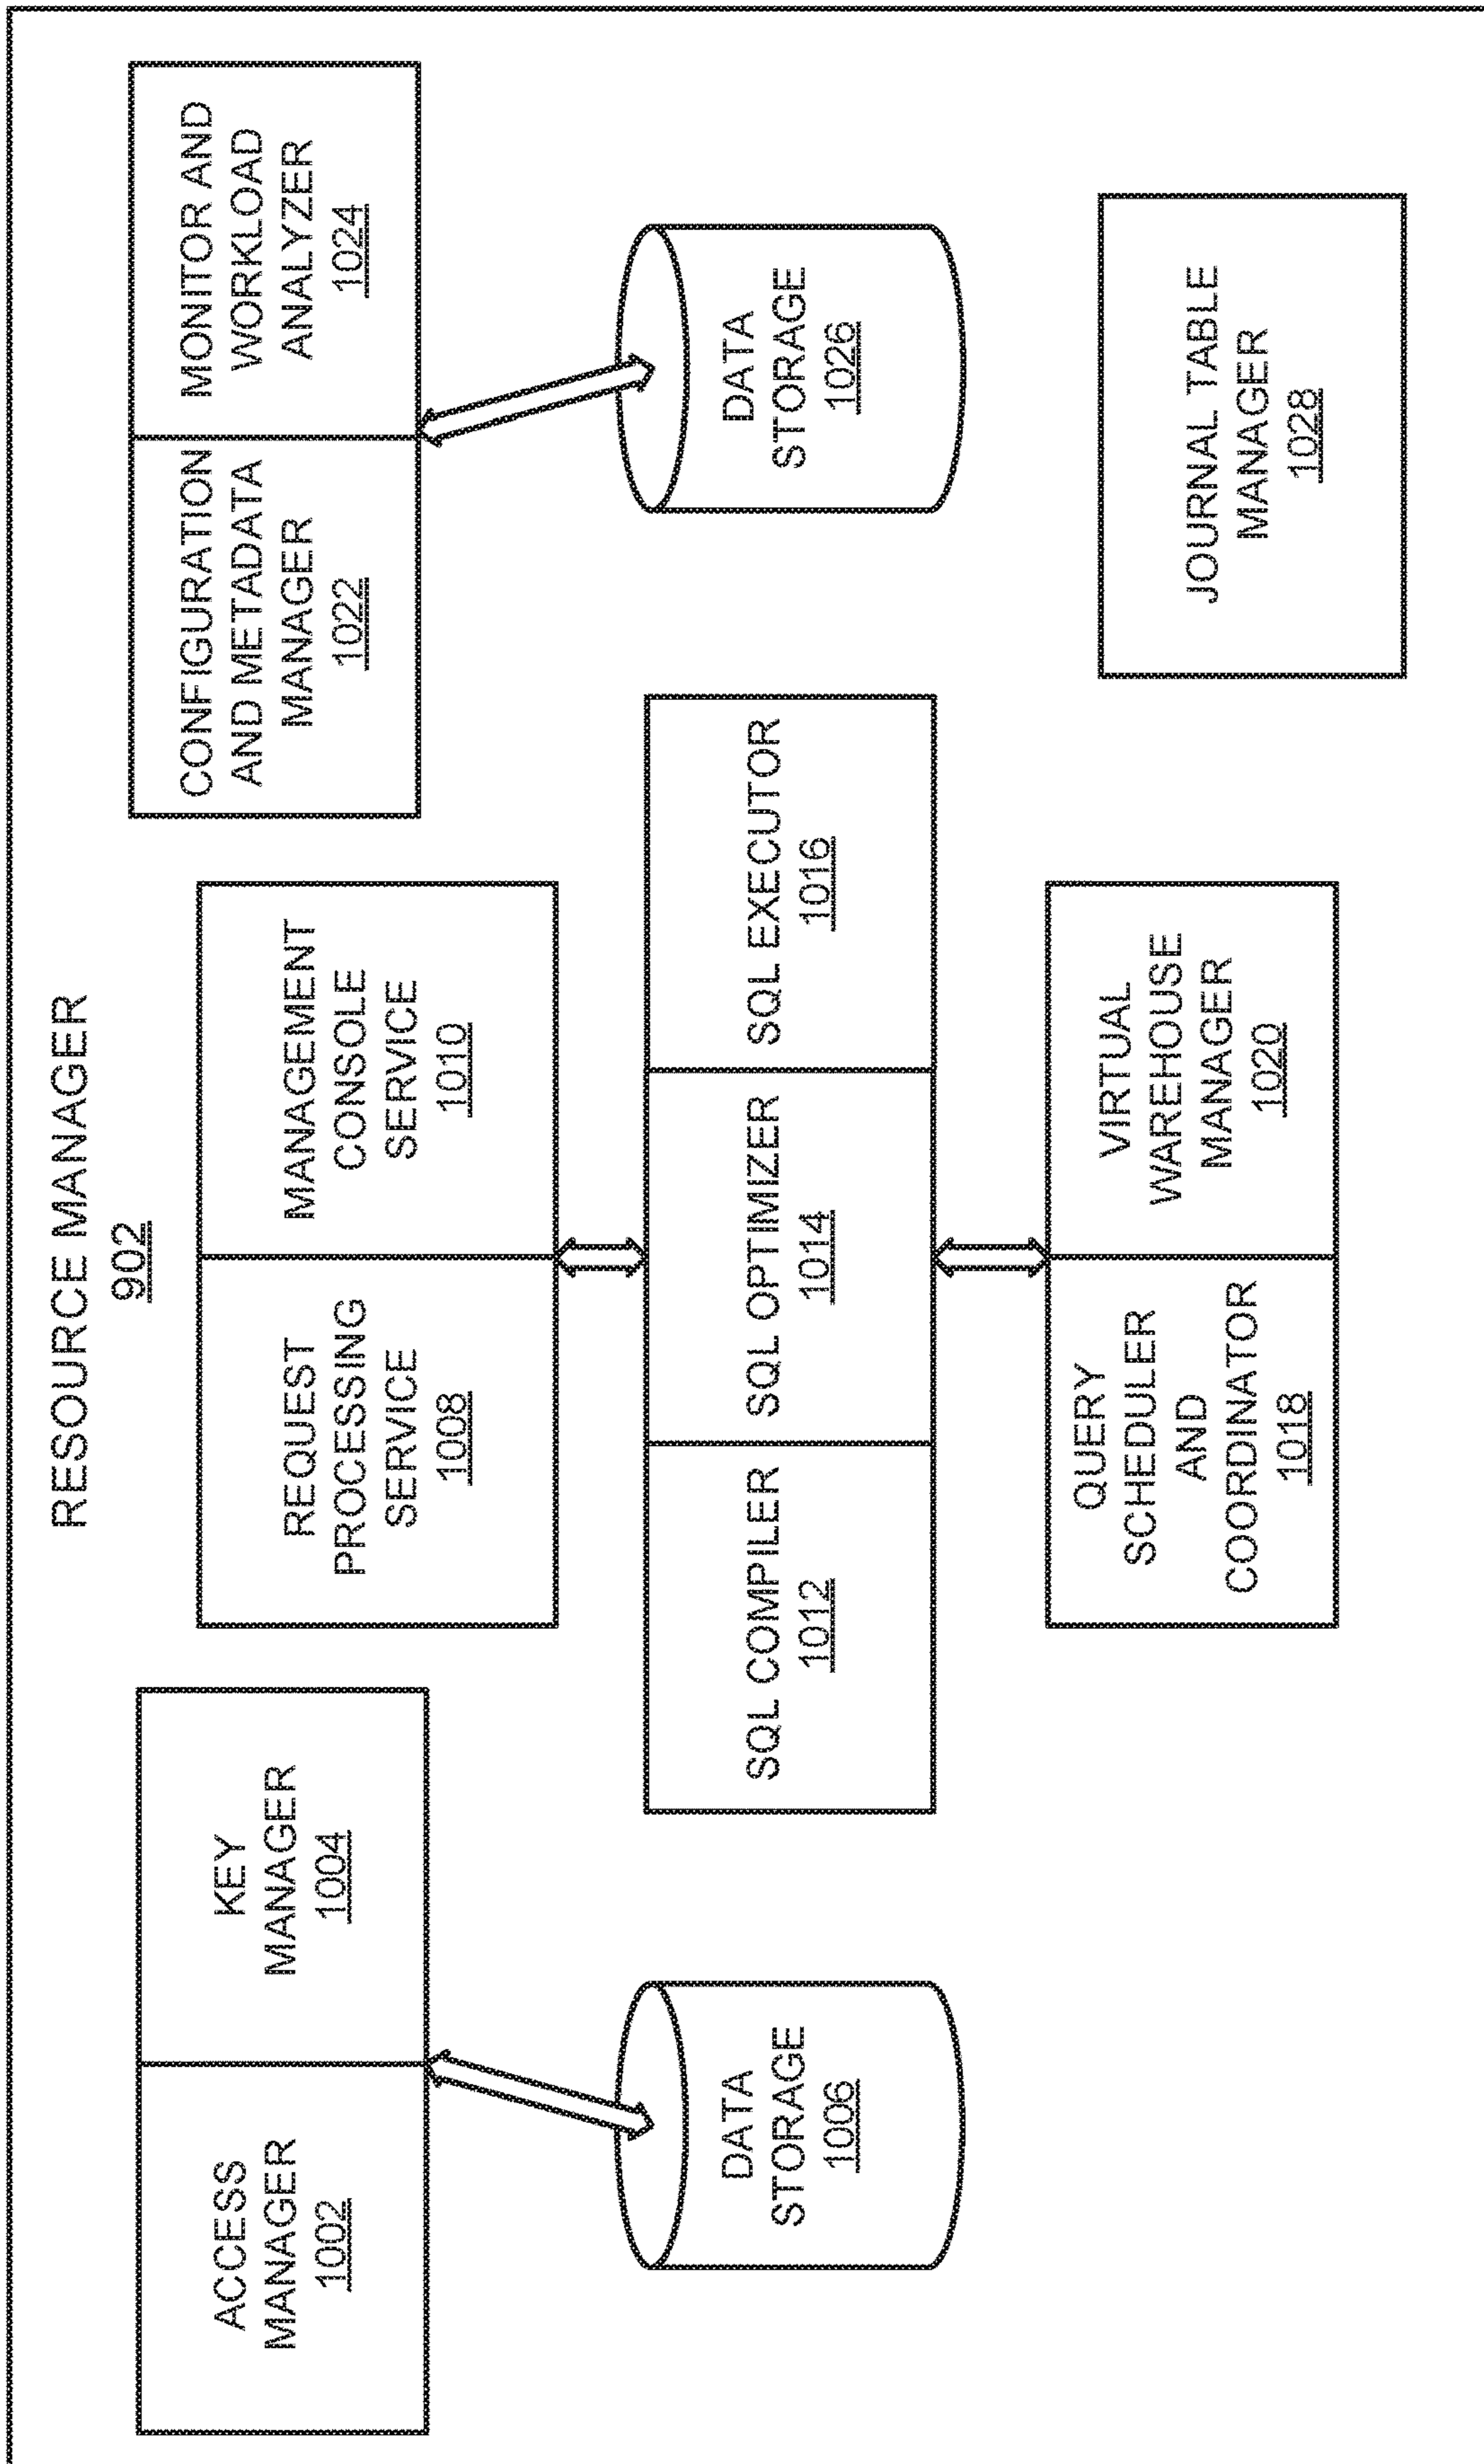 RESOURCE MANAGER
902
ACCESS
MANAGER
1002
KEY
MANAGER
1004
DATA
STORAGE
1006
REQUEST
PROCESSING
SERVICE
1008
MANAGEMENT
CONSOLE
SERVICE
1010
SQL COMPILER
1012
SQL OPTIMIZER
1014
SQL EXECUTOR
1016
QUERY
SCHEDULER
AND
COORDINATOR
1018
VIRTUAL
WAREHOUSE
MANAGER
1020
CONFIGURATION
AND METADATA
MANAGER
1022
MONITOR AND
WORKLOAD
ANALYZER
1024
DATA
STORAGE
1026
JOURNAL TABLE
MANAGER
1028